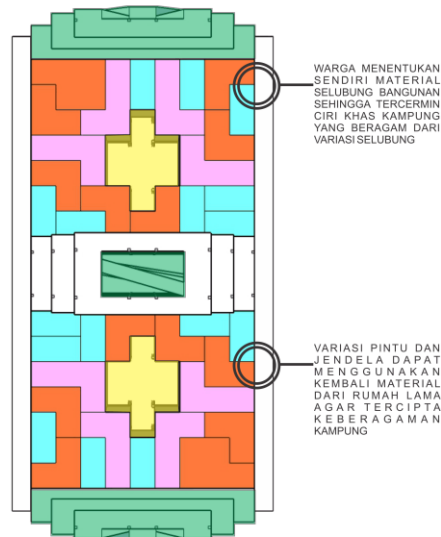 WARGA MENENTUKAN
SENDIRI MATERIAL
SELUBUNG BANGUNAN
SEHINGGA TERCERMIN
CIRI KHAS KAMPUNG
YANG BERAGAM DARI
VARIASI SELUBUNG
VARIASI PINTU DAN
JENDELA DAPAT
MENGGUNAKAN
KEMBALI MATERIAL
DARI RUMAH LAMA
AGAR TERCIPTA
KEBERAGAMAN
KAMPUNG